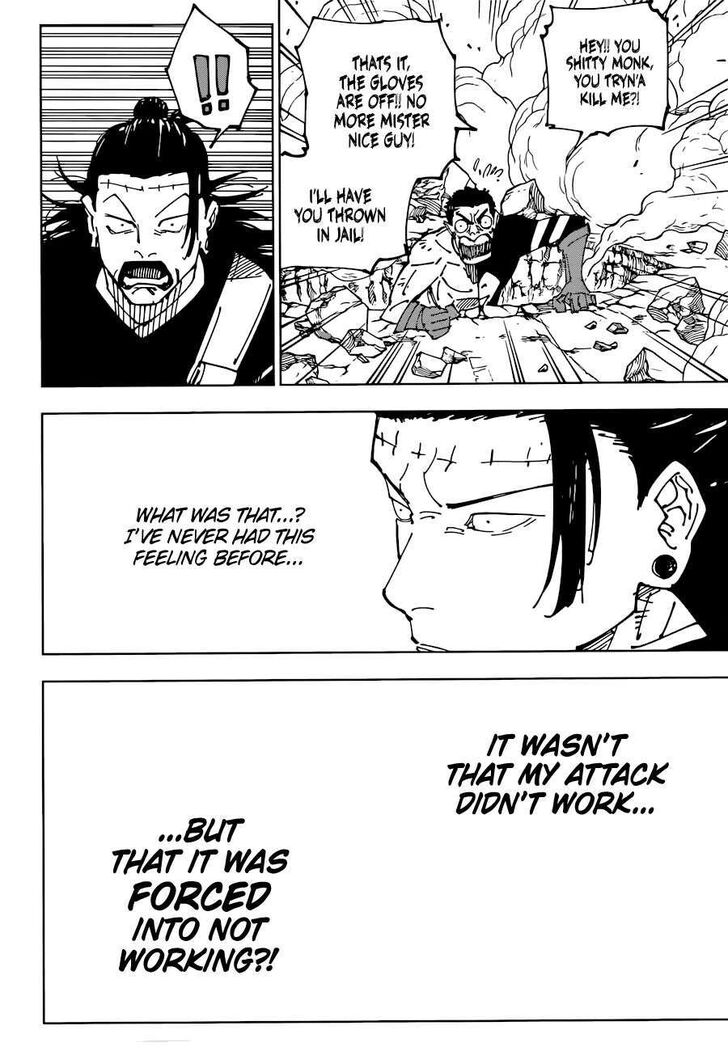 HEY!! YOU
SHITTY MONK,
YOU TRYN'A
KILL ME?!
THATS IT,
THE GLOVES
ARE OFF!! NO
MORE MISTER
NICE GUY!
I'LL HAVE
YOU THROWN
IN JAIL!
!!
WHAT WAS THAT...?
I'VE NEVER HAD THIS
FEELING BEFORE...
IT WASN'T
THAT MY ATTACK
DIDN'T WORK...
...BUT
THAT IT WAS
FORCED
INTO NOT
WORKING?!